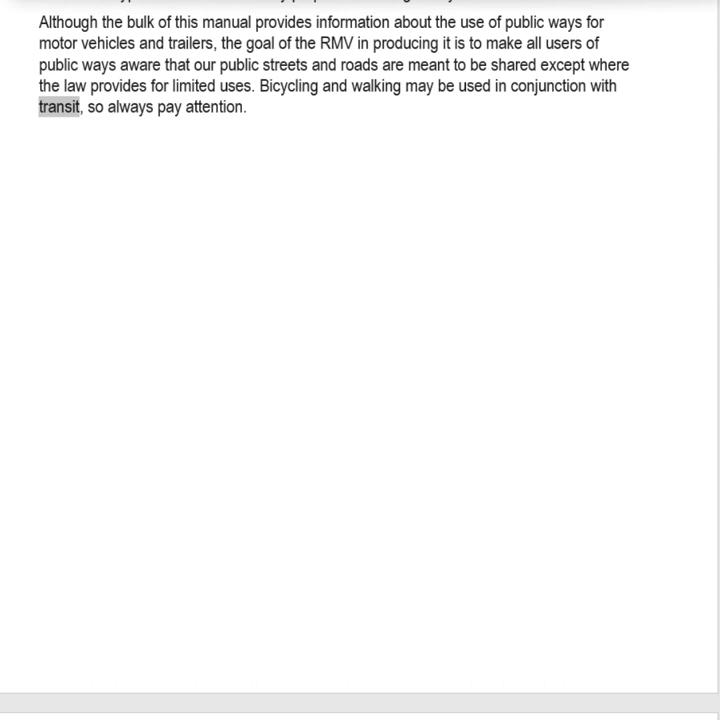 Although the bulk of this manual provides information about the use of public ways for
motor vehicles and trailers, the goal of the RMV in producing it is to make all users of
public ways aware that our public streets and roads are meant to be shared except where
the law provides for limited uses. Bicycling and walking may be used in conjunction with
transit, so always pay attention.